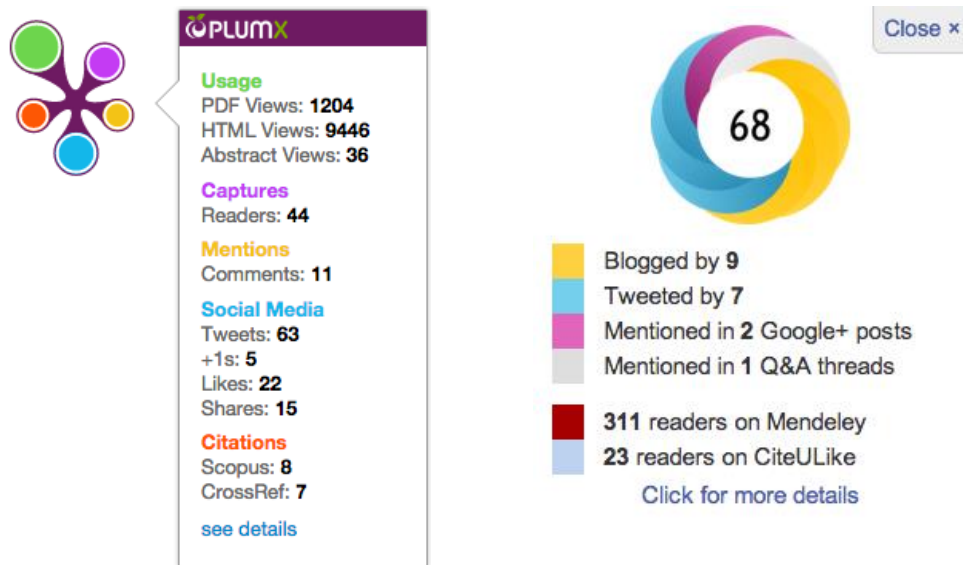 PLUMX
Usage
PDF Views: 1204
HTML Views: 9446
Abstract Views: 36
Captures
Readers: 44
Mentions
Comments: 11
Social Media
Tweets: 63
+1s: 5
Likes: 22
Shares: 15
Citations
Scopus: 8
CrossRef: 7
see details
Close ×
68
Blogged by 9
Tweeted by 7
Mentioned in 2 Google+ posts
Mentioned in 1 Q&A threads
311 readers on Mendeley
23 readers on CiteULike
Click for more details